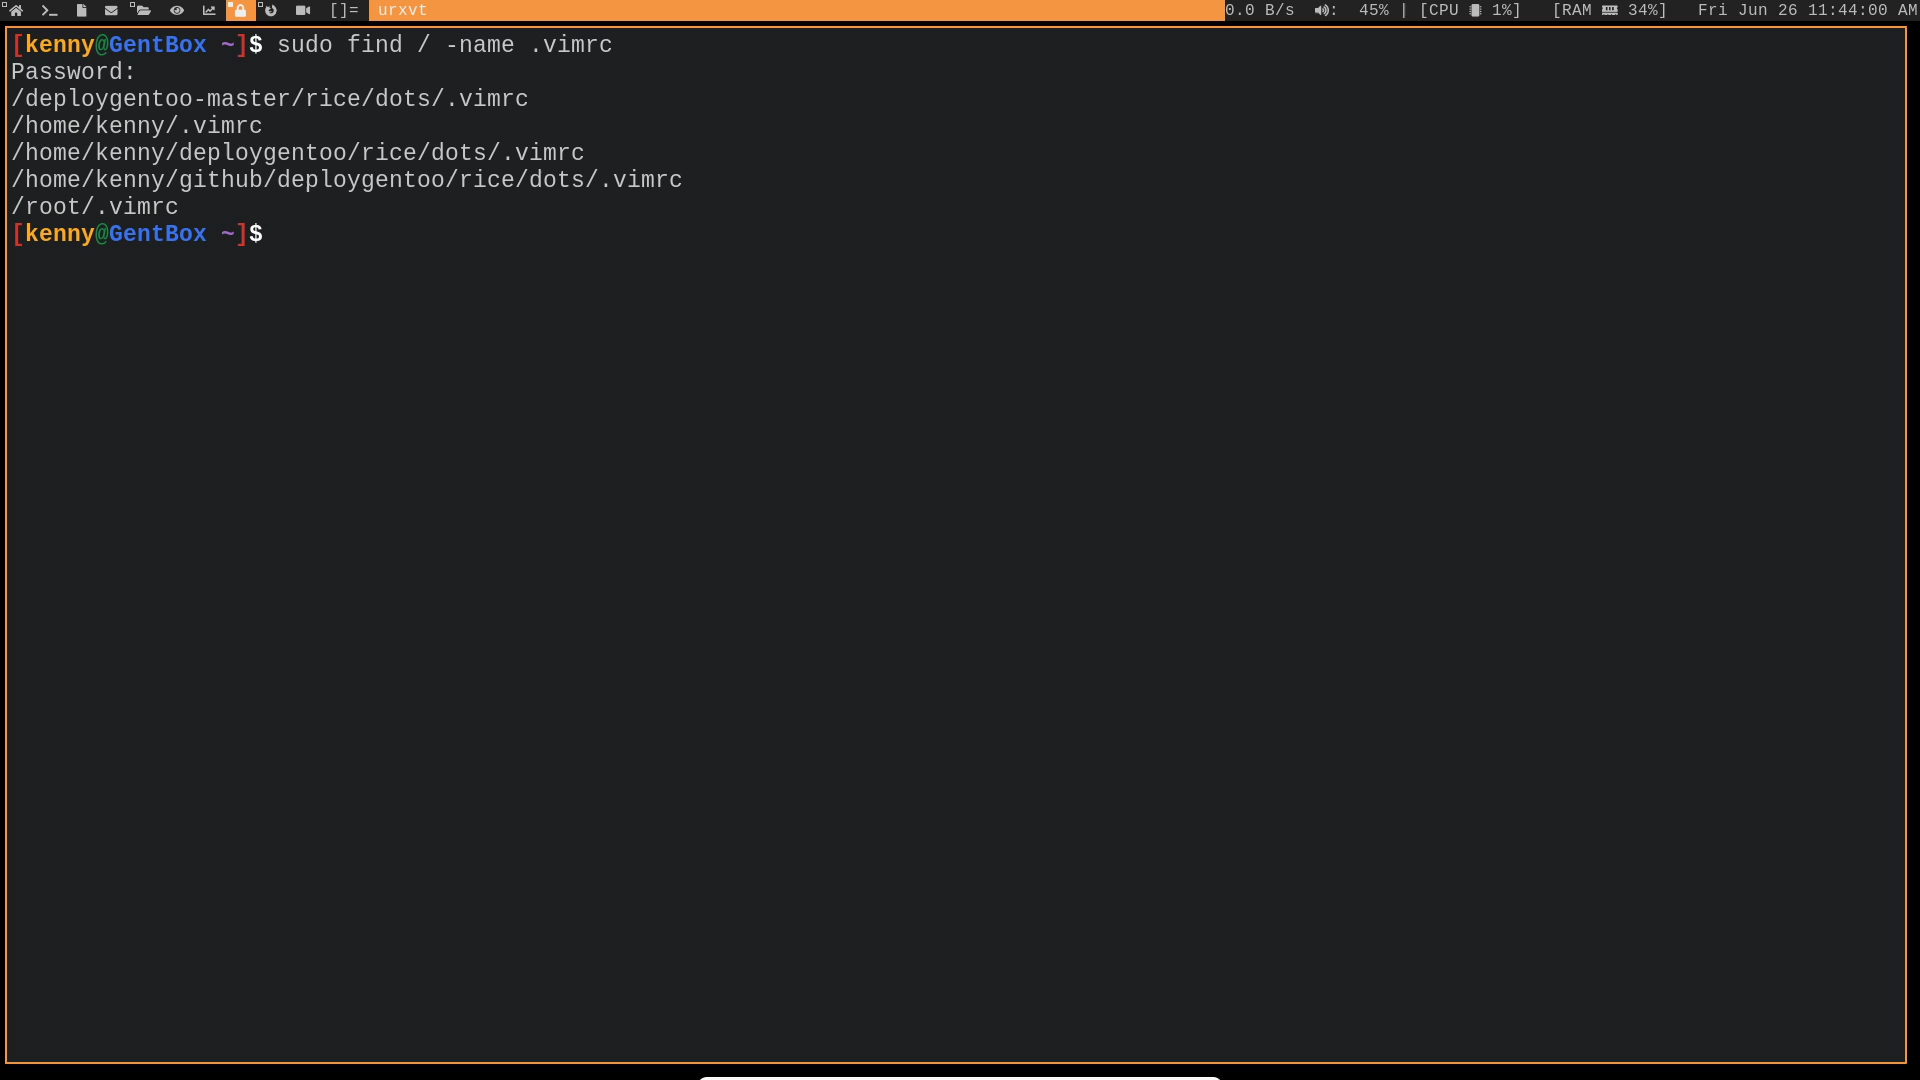 []= urxvt 0.0 B/s : 45% | [CPU 1%] [RAM 34%] Fri Jun 26 11:44:00 AM
[kenny@GentBox ~]$ sudo find / -name .vimrc
Password:
/deploygentoo-master/rice/dots/.vimrc
/home/kenny/.vimrc
/home/kenny/deploygentoo/rice/dots/.vimrc
/home/kenny/github/deploygentoo/rice/dots/.vimrc
/root/.vimrc
[kenny@GentBox ~]$